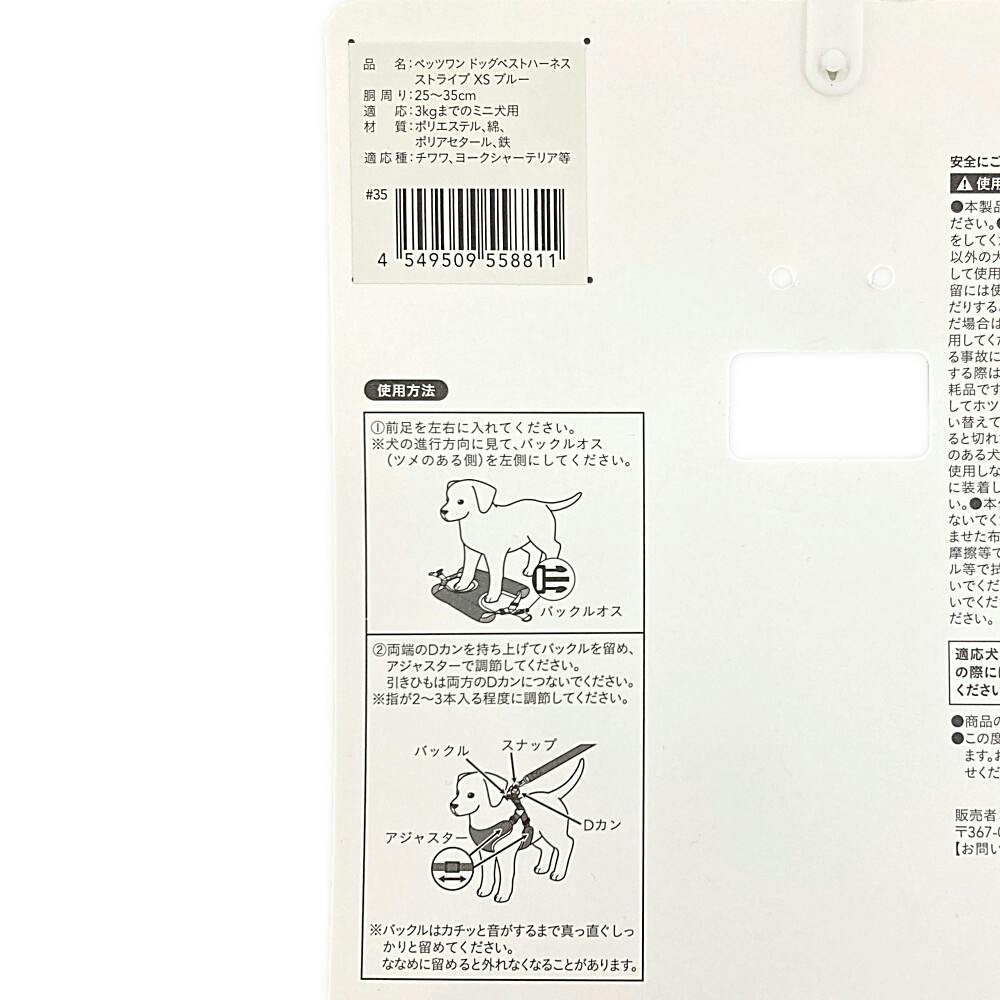 品　名：ペッツワン ドッグベストハーネス
ストライプ XS ブルー
胴周り：25～35cm
適　応：3kgまでのミニ犬用
材　質：ポリエステル、綿、
ポリアセタール、鉄
適応種：チワワ、ヨークシャーテリア等
#35
4 549509 558811
使用方法
①前足を左右に入れてください。
※犬の進行方向に見て、バックルオス
（ツメのある側）を左側にしてください。
バックルオス
②両端のDカンを持ち上げてバックルを留め、
アジャスターで調節してください。
引きひもは両方のDカンにつないでください。
※指が2～3本入る程度に調節してください。
バックル
スナップ
Dカン
アジャスター
※バックルはカチッと音がするまで真っ直ぐしっ
かりと留めてください。
ななめに留めると外れなくなることがあります。
安全にご
使用
●本製品
ださい。●
をしてくだ
以外の犬
して使用
留には使
だりする
だ場合は
用してくだ
る事故に
する際は
耗品です
してホツ
い替えて
ると切れ
のある犬
使用しな
に装着し
い。●本
ないでく
ませた布
摩擦等で
ル等で拭
いでくだ
いでくだ
ださい。
適応犬
の際には
ください
●商品の
●この度
ます。お
せくだ
販売者：
〒367-0
【お問い